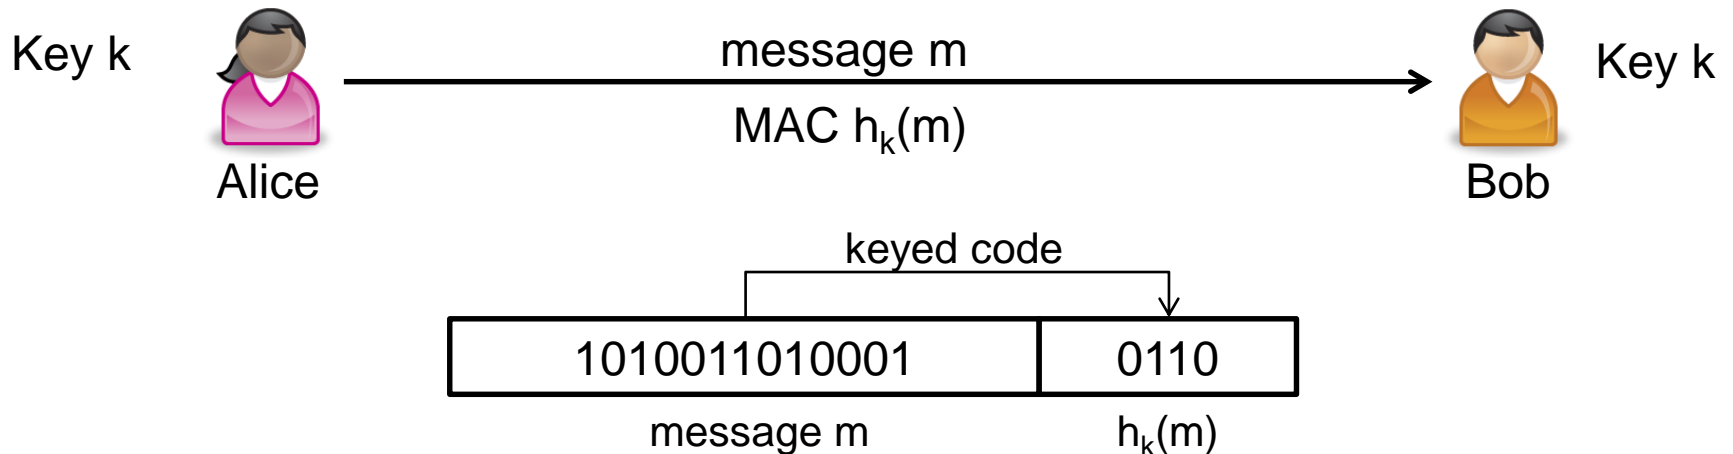 Key k
message m
Key k
MAC hₖ(m)
Alice
Bob
keyed code
1010011010001 0110
message m hₖ(m)